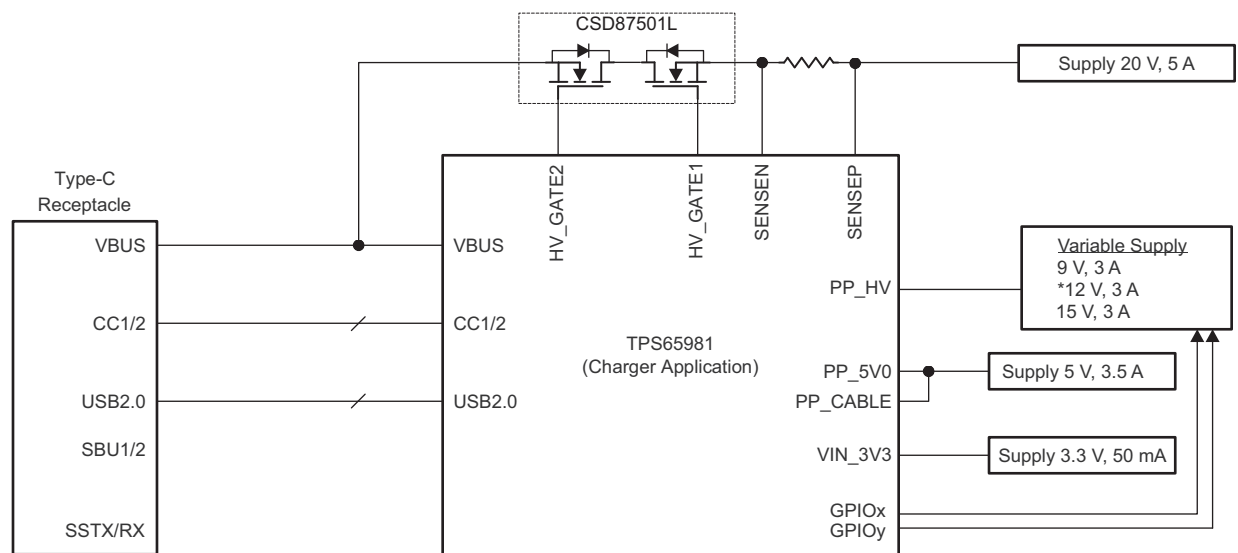 CSD87501L
Supply 20 V, 5 A
HV_GATE2
HV_GATE1
SENSEN
SENSEP
Type-C
Receptacle
VBUS
VBUS
Variable Supply
9 V, 3 A
*12 V, 3 A
15 V, 3 A
PP_HV
CC1/2
CC1/2
TPS65981
(Charger Application)
PP_5V0
Supply 5 V, 3.5 A
USB2.0
USB2.0
PP_CABLE
SBU1/2
VIN_3V3
Supply 3.3 V, 50 mA
SSTX/RX
GPIOx
GPIOy